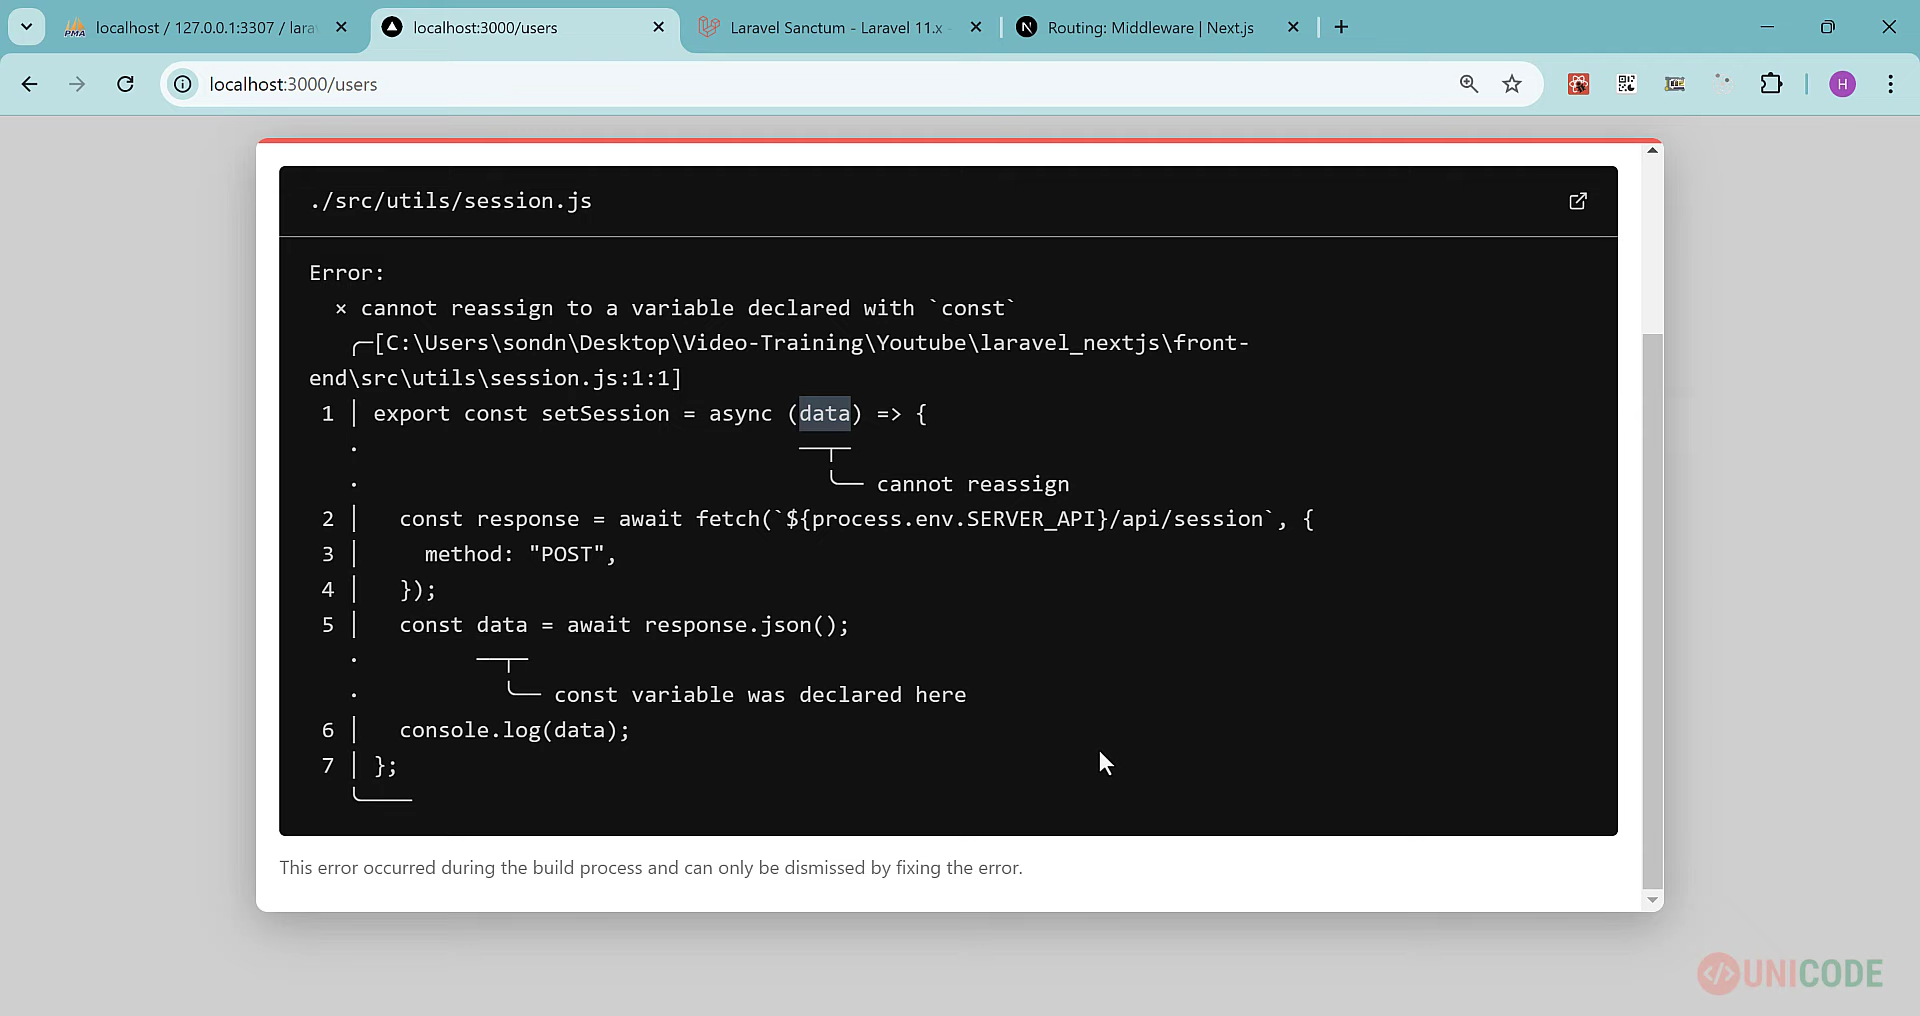 localhost / 127.0.0.1:3307 / lara
localhost:3000/users
Laravel Sanctum - Laravel 11.x -
Routing: Middleware | Next.js
localhost:3000/users
H
./src/utils/session.js
Error:
× cannot reassign to a variable declared with `const`
╭─[C:\Users\sondn\Desktop\Video-Training\Youtube\laravel_nextjs\front-
end\src\utils\session.js:1:1]
1 │ export const setSession = async (data) => {
· ──┬─
· ╰── cannot reassign
2 │ const response = await fetch(`${process.env.SERVER_API}/api/session`, {
3 │ method: "POST",
4 │ });
5 │ const data = await response.json();
· ──┬─
· ╰── const variable was declared here
6 │ console.log(data);
7 │ };
╰────
This error occurred during the build process and can only be dismissed by fixing the error.
</> UNICODE